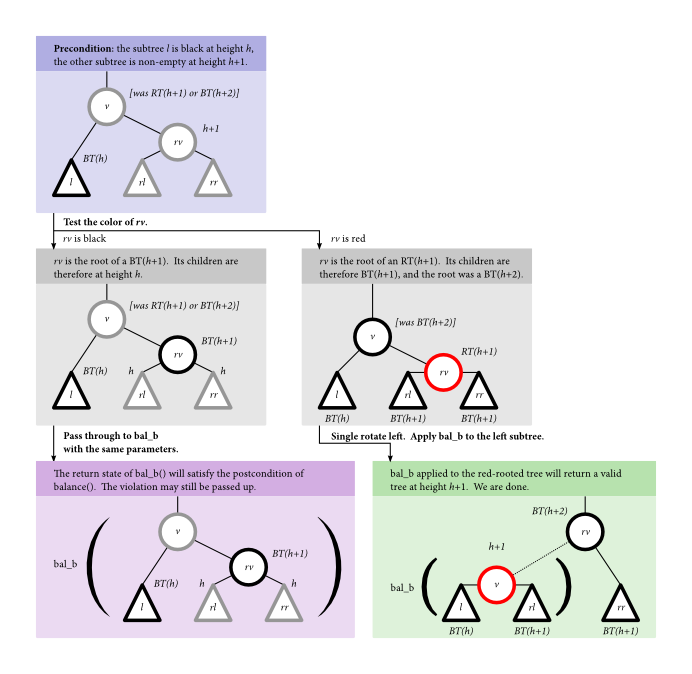 Precondition: the subtree l is black at height h,
the other subtree is non-empty at height h+1.
[was RT(h+1) or BT(h+2)]
v
h+1
rv
BT(h)
l
rl
rr
Test the color of rv.
rv is black
rv is red
rv is the root of a BT(h+1). Its children are
therefore at height h.
[was RT(h+1) or BT(h+2)]
v
BT(h+1)
rv
BT(h)
h
h
l
rl
rr
rv is the root of an RT(h+1). Its children are
therefore BT(h+1), and the root was a BT(h+2).
[was BT(h+2)]
v
RT(h+1)
rv
l
rl
rr
BT(h)
BT(h+1)
BT(h+1)
Pass through to bal_b
with the same parameters.
Single rotate left. Apply bal_b to the left subtree.
The return state of bal_b() will satisfy the postcondition of
balance(). The violation may still be passed up.
v
BT(h+1)
bal_b
rv
BT(h)
h
h
l
rl
rr
bal_b applied to the red-rooted tree will return a valid
tree at height h+1. We are done.
BT(h+2)
rv
h+1
bal_b
v
l
rl
rr
BT(h)
BT(h+1)
BT(h+1)